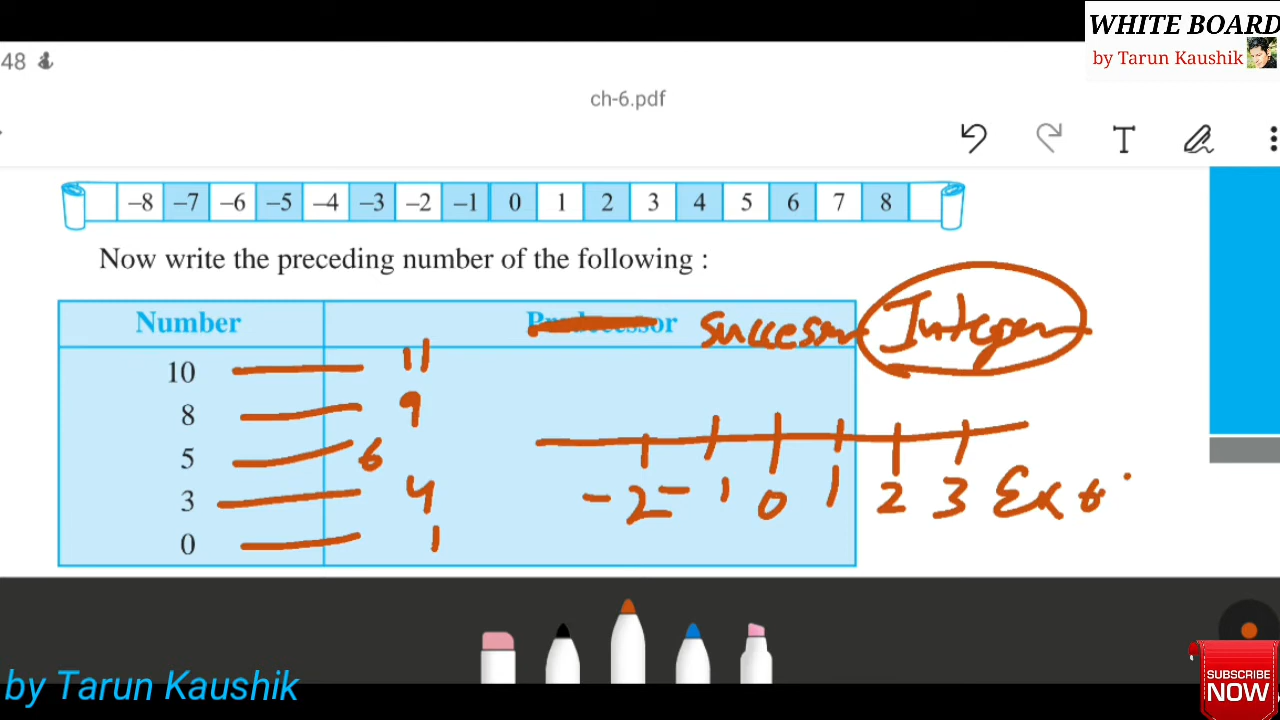 WHITE BOARD
by Tarun Kaushik
48
ch-6.pdf
T
–8 –7 –6 –5 –4 –3 –2 –1 0 1 2 3 4 5 6 7 8
Now write the preceding number of the following :
Number Predecessor successor Integer
10 11
8 9
5 6
3 4
0 1
-2 -1 0 1 2 3
by Tarun Kaushik
SUBSCRIBE
NOW